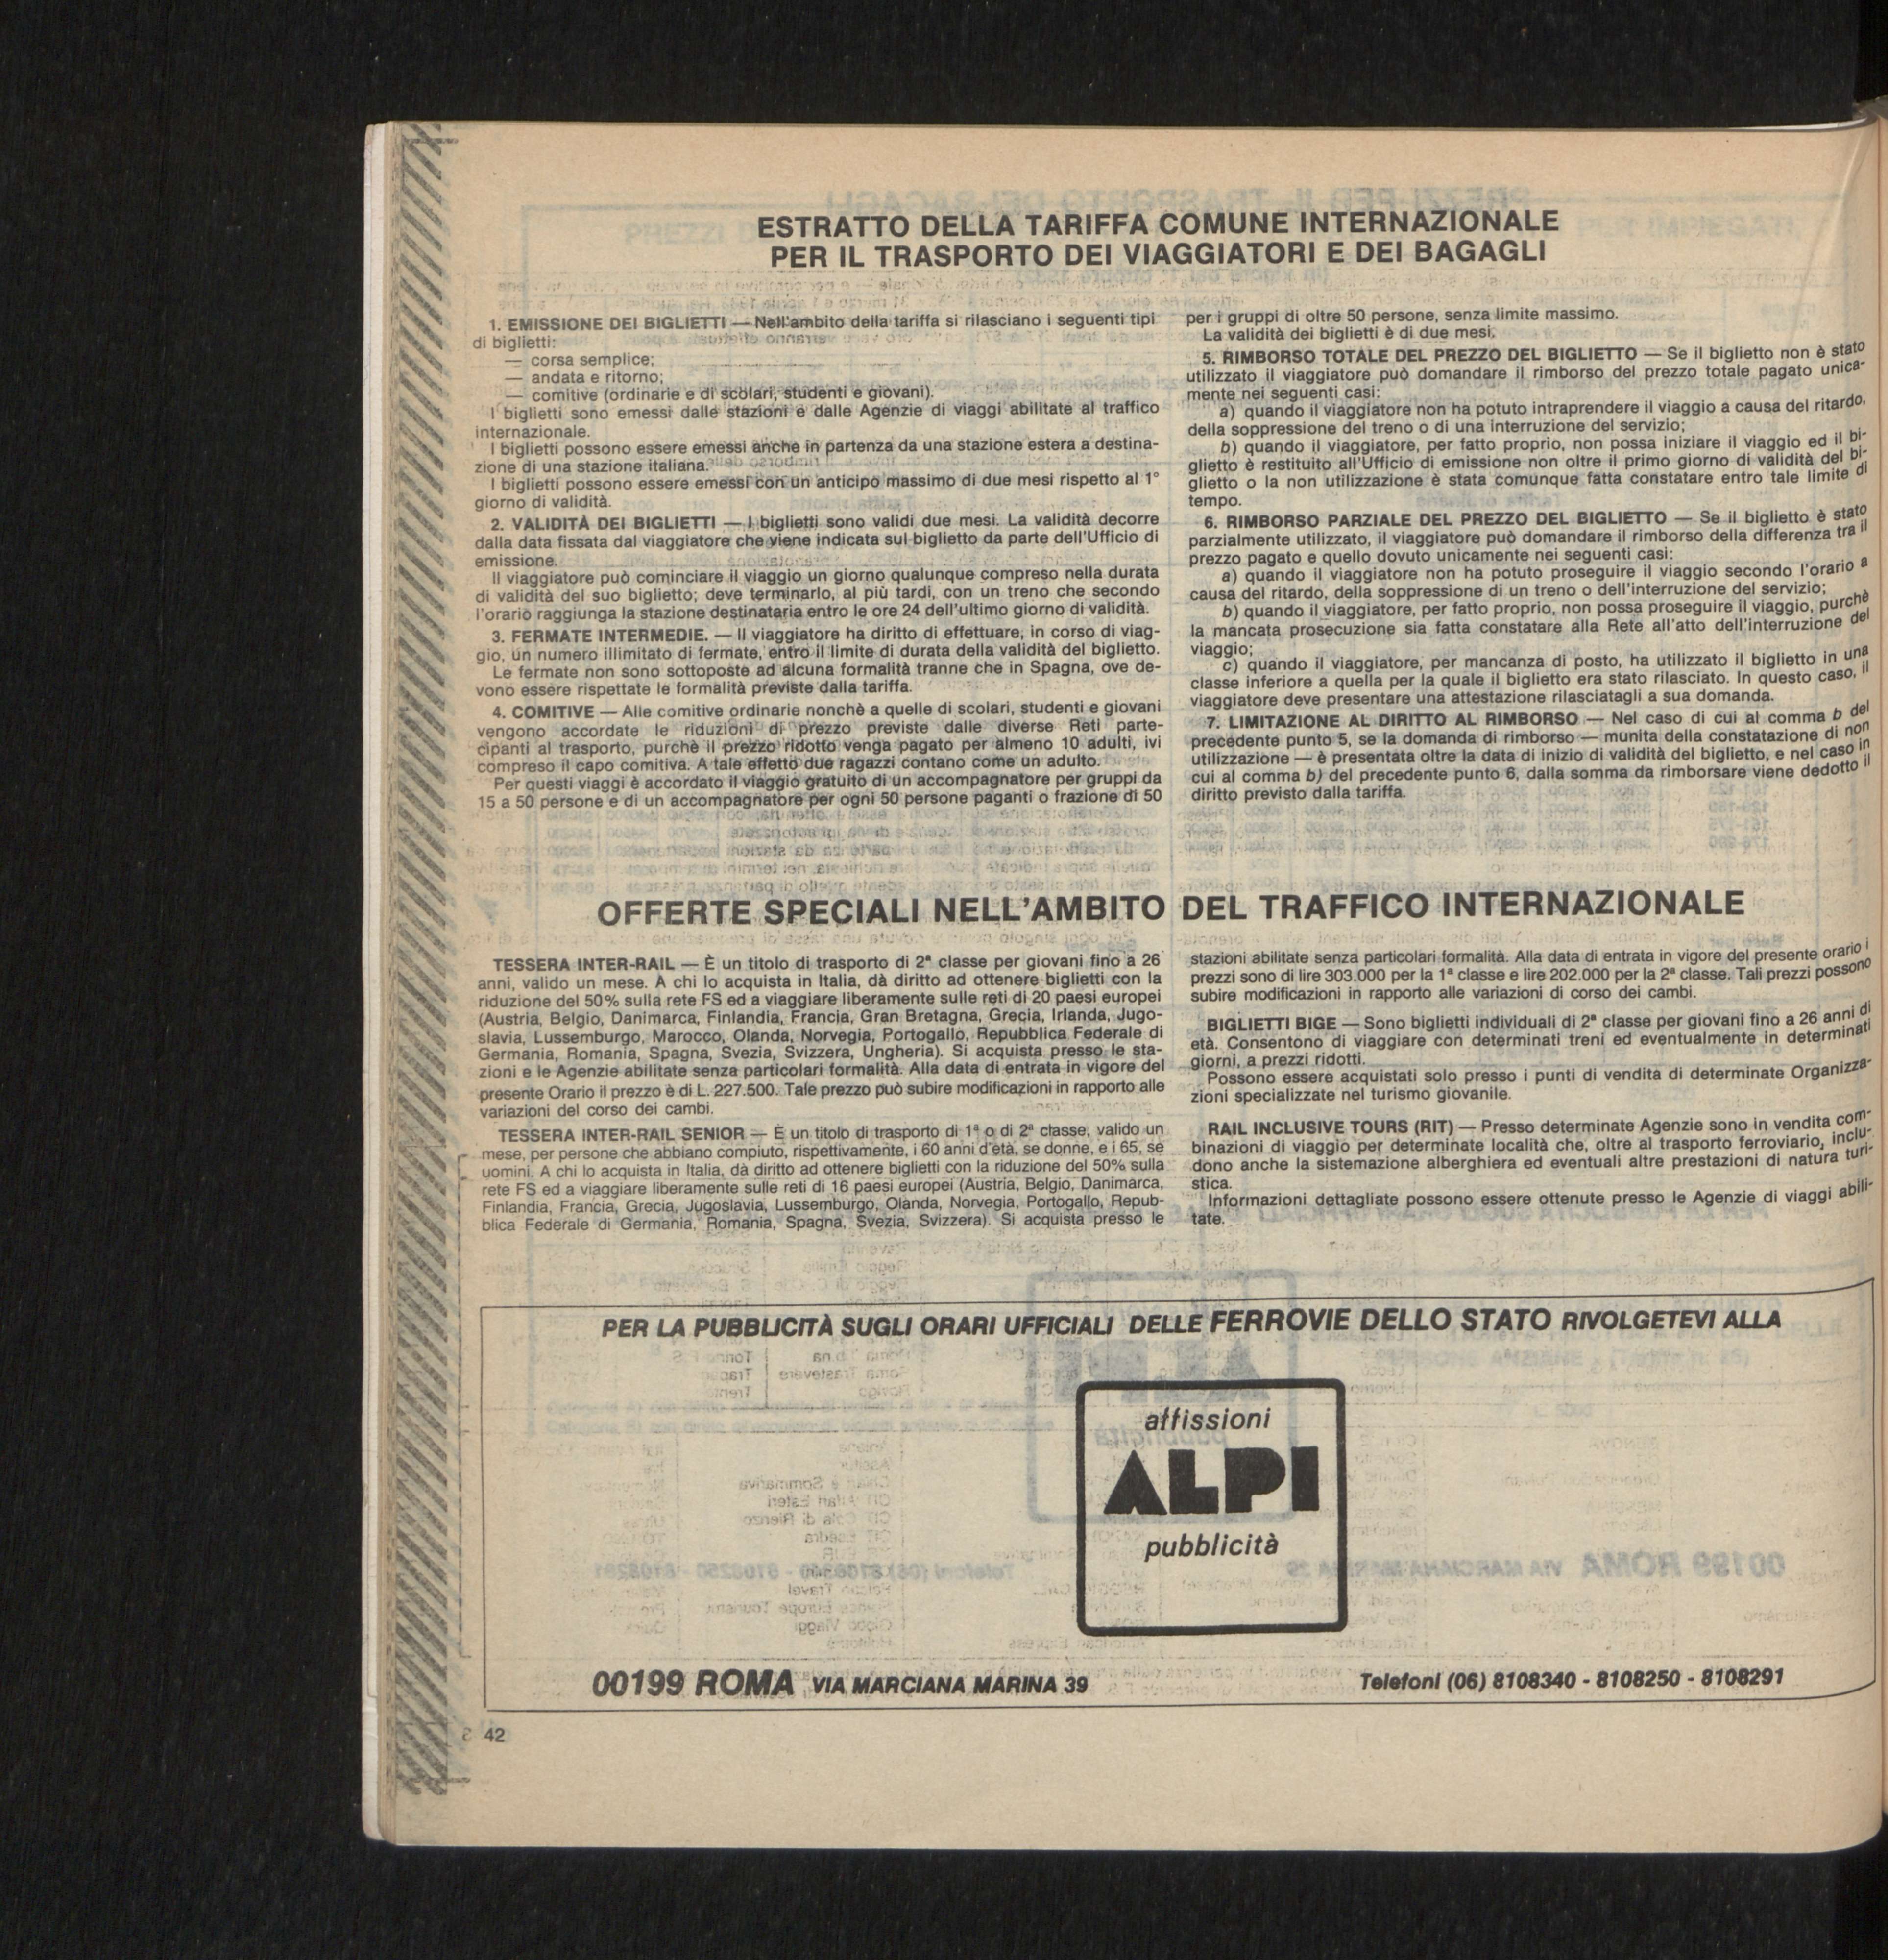 ESTRATTO DELLA TARIFFA COMUNE INTERNAZIONALE
PER IL TRASPORTO DEI VIAGGIATORI E DEI BAGAGLI
1. EMISSIONE DEI BIGLIETTI — Nell'ambito della tariffa si rilasciano i seguenti tipi
di biglietti:
— corsa semplice;
— andata e ritorno;
— comitive (ordinarie e di scolari, studenti e giovani).
I biglietti sono emessi dalle stazioni e dalle Agenzie di viaggi abilitate al traffico
internazionale.
I biglietti possono essere emessi anche in partenza da una stazione estera a destina-
zione di una stazione italiana.
I biglietti possono essere emessi con un anticipo massimo di due mesi rispetto al 1°
giorno di validità.
2. VALIDITÀ DEI BIGLIETTI — I biglietti sono validi due mesi. La validità decorre
dalla data fissata dal viaggiatore che viene indicata sul biglietto da parte dell'Ufficio di
emissione.
Il viaggiatore può cominciare il viaggio un giorno qualunque compreso nella durata
di validità del suo biglietto; deve terminarlo, al più tardi, con un treno che secondo
l'orario raggiunga la stazione destinataria entro le ore 24 dell'ultimo giorno di validità.
3. FERMATE INTERMEDIE. — Il viaggiatore ha diritto di effettuare, in corso di viag-
gio, un numero illimitato di fermate, entro il limite di durata della validità del biglietto.
Le fermate non sono sottoposte ad alcuna formalità tranne che in Spagna, ove de-
vono essere rispettate le formalità previste dalla tariffa.
4. COMITIVE — Alle comitive ordinarie nonchè a quelle di scolari, studenti e giovani
vengono accordate le riduzioni di prezzo previste dalle diverse Reti parte-
cipanti al trasporto, purchè il prezzo ridotto venga pagato per almeno 10 adulti, ivi
compreso il capo comitiva. A tale effetto due ragazzi contano come un adulto.
Per questi viaggi è accordato il viaggio gratuito di un accompagnatore per gruppi da
15 a 50 persone e di un accompagnatore per ogni 50 persone paganti o frazione di 50
per i gruppi di oltre 50 persone, senza limite massimo.
La validità dei biglietti è di due mesi.
5. RIMBORSO TOTALE DEL PREZZO DEL BIGLIETTO — Se il biglietto non è stato
utilizzato il viaggiatore può domandare il rimborso del prezzo totale pagato unica-
mente nei seguenti casi:
a) quando il viaggiatore non ha potuto intraprendere il viaggio a causa del ritardo,
della soppressione del treno o di una interruzione del servizio;
b) quando il viaggiatore, per fatto proprio, non possa iniziare il viaggio ed il bi-
glietto è restituito all'Ufficio di emissione non oltre il primo giorno di validità del bi-
glietto o la non utilizzazione è stata comunque fatta constatare entro tale limite di
tempo.
6. RIMBORSO PARZIALE DEL PREZZO DEL BIGLIETTO — Se il biglietto è stato
parzialmente utilizzato, il viaggiatore può domandare il rimborso della differenza tra il
prezzo pagato e quello dovuto unicamente nei seguenti casi:
a) quando il viaggiatore non ha potuto proseguire il viaggio secondo l'orario a
causa del ritardo, della soppressione di un treno o dell'interruzione del servizio;
b) quando il viaggiatore, per fatto proprio, non possa proseguire il viaggio, purchè
la mancata prosecuzione sia fatta constatare alla Rete all'atto dell'interruzione del
viaggio;
c) quando il viaggiatore, per mancanza di posto, ha utilizzato il biglietto in una
classe inferiore a quella per la quale il biglietto era stato rilasciato. In questo caso, il
viaggiatore deve presentare una attestazione rilasciatagli a sua domanda.
7. LIMITAZIONE AL DIRITTO AL RIMBORSO — Nel caso di cui al comma b del
precedente punto 5, se la domanda di rimborso — munita della constatazione di non
utilizzazione — è presentata oltre la data di inizio di validità del biglietto, e nel caso in
cui al comma b) del precedente punto 6, dalla somma da rimborsare viene dedotto il
diritto previsto dalla tariffa.
OFFERTE SPECIALI NELL'AMBITO DEL TRAFFICO INTERNAZIONALE
TESSERA INTER-RAIL — È un titolo di trasporto di 2ª classe per giovani fino a 26
anni, valido un mese. A chi lo acquista in Italia, dà diritto ad ottenere biglietti con la
riduzione del 50% sulla rete FS ed a viaggiare liberamente sulle reti di 20 paesi europei
(Austria, Belgio, Danimarca, Finlandia, Francia, Gran Bretagna, Grecia, Irlanda, Jugo-
slavia, Lussemburgo, Marocco, Olanda, Norvegia, Portogallo, Repubblica Federale di
Germania, Romania, Spagna, Svezia, Svizzera, Ungheria). Si acquista presso le sta-
zioni e le Agenzie abilitate senza particolari formalità. Alla data di entrata in vigore del
presente Orario il prezzo è di L. 227.500. Tale prezzo può subire modificazioni in rapporto alle
variazioni del corso dei cambi.
TESSERA INTER-RAIL SENIOR — È un titolo di trasporto di 1ª o di 2ª classe, valido un
mese, per persone che abbiano compiuto, rispettivamente, i 60 anni d'età, se donne, e i 65, se
uomini. A chi lo acquista in Italia, dà diritto ad ottenere biglietti con la riduzione del 50% sulla
rete FS ed a viaggiare liberamente sulle reti di 16 paesi europei (Austria, Belgio, Danimarca,
Finlandia, Francia, Grecia, Jugoslavia, Lussemburgo, Olanda, Norvegia, Portogallo, Repub-
blica Federale di Germania, Romania, Spagna, Svezia, Svizzera). Si acquista presso le
stazioni abilitate senza particolari formalità. Alla data di entrata in vigore del presente orario i
prezzi sono di lire 303.000 per la 1ª classe e lire 202.000 per la 2ª classe. Tali prezzi possono
subire modificazioni in rapporto alle variazioni di corso dei cambi.
BIGLIETTI BIGE — Sono biglietti individuali di 2ª classe per giovani fino a 26 anni di
età. Consentono di viaggiare con determinati treni ed eventualmente in determinati
giorni, a prezzi ridotti.
Possono essere acquistati solo presso i punti di vendita di determinate Organizza-
zioni specializzate nel turismo giovanile.
RAIL INCLUSIVE TOURS (RIT) — Presso determinate Agenzie sono in vendita com-
binazioni di viaggio per determinate località che, oltre al trasporto ferroviario, inclu-
dono anche la sistemazione alberghiera ed eventuali altre prestazioni di natura turi-
stica.
Informazioni dettagliate possono essere ottenute presso le Agenzie di viaggi abili-
tate.
PER LA PUBBLICITÀ SUGLI ORARI UFFICIALI DELLE FERROVIE DELLO STATO RIVOLGETEVI ALLA
affissioni
ALPI
pubblicità
00199 ROMA VIA MARCIANA MARINA 39
Telefoni (06) 8108340 - 8108250 - 8108291
42